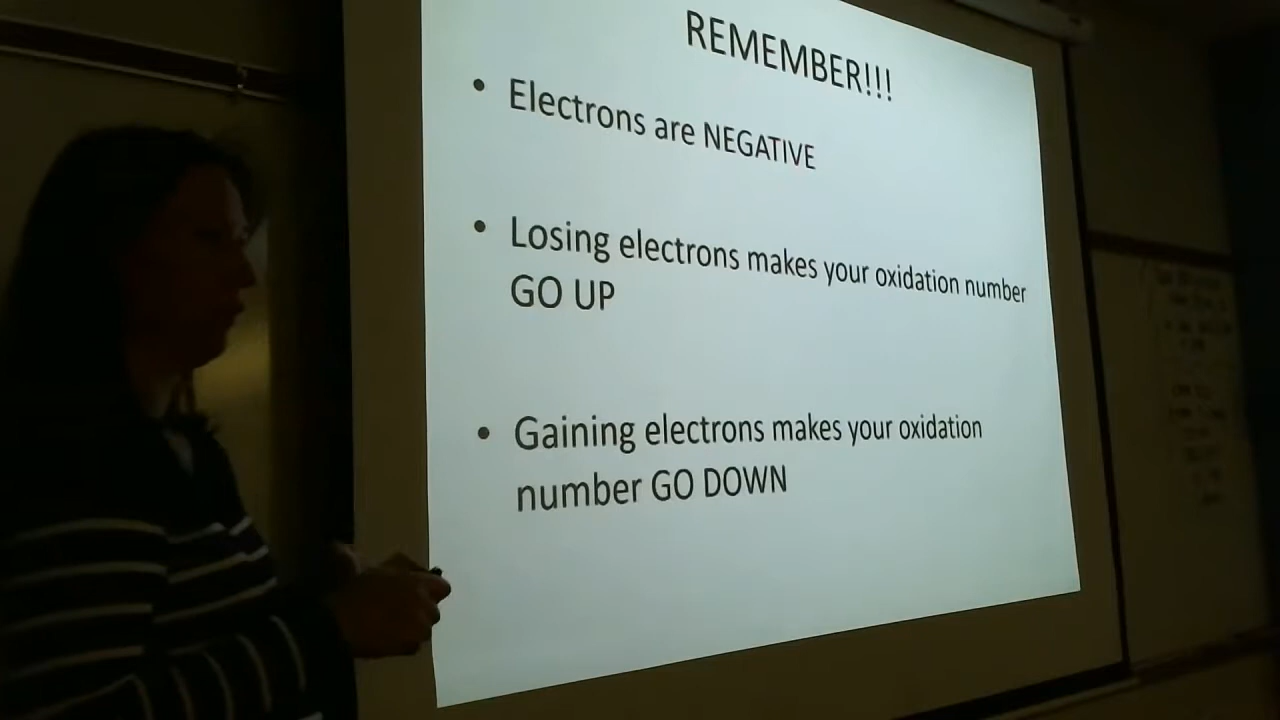 REMEMBER!!!
• Electrons are NEGATIVE
• Losing electrons makes your oxidation number
GO UP
• Gaining electrons makes your oxidation
number GO DOWN